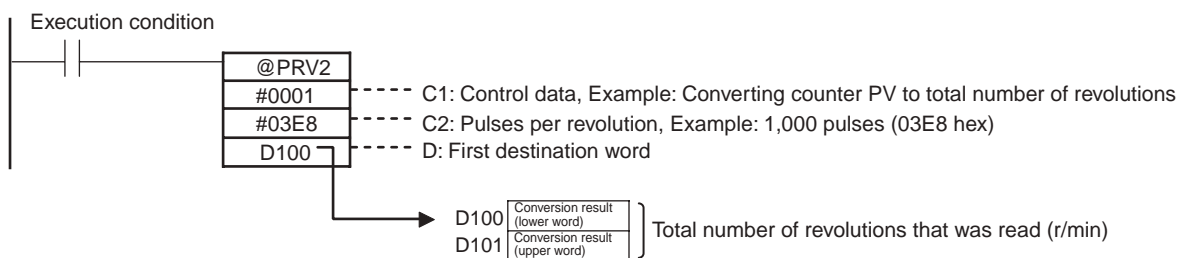 Execution condition
@PRV2
#0001
C1: Control data, Example: Converting counter PV to total number of revolutions
#03E8
C2: Pulses per revolution, Example: 1,000 pulses (03E8 hex)
D100
D: First destination word
D100
Conversion result
(lower word)
D101
Conversion result
(upper word)
Total number of revolutions that was read (r/min)